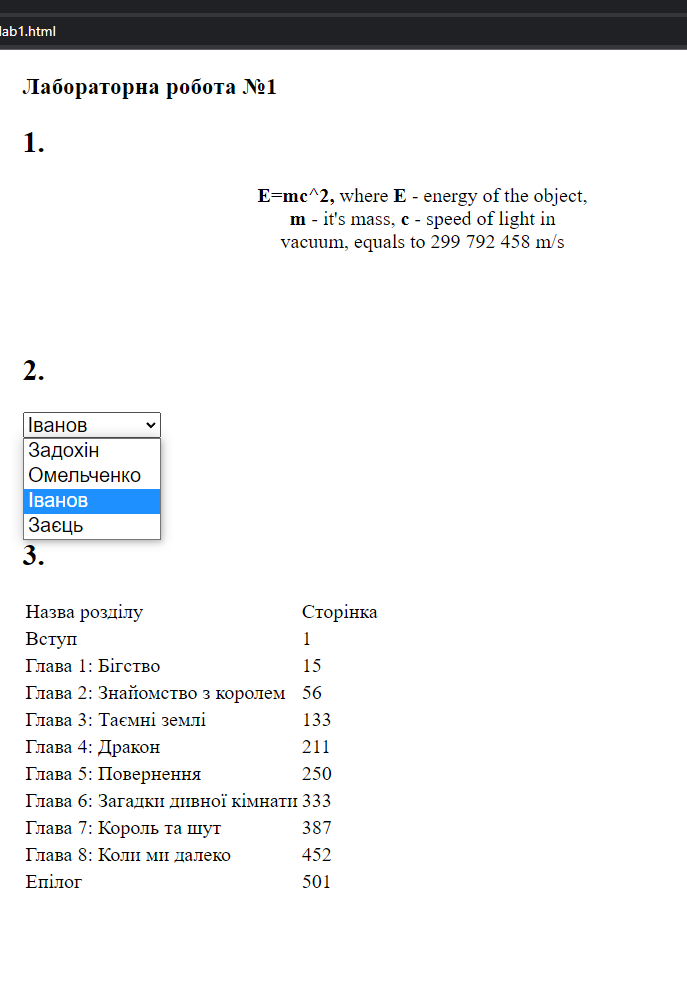 lab1.html
Лабораторна робота №1
1.
E=mc^2, where E - energy of the object,
m - it's mass, c - speed of light in
vacuum, equals to 299 792 458 m/s
2.
Іванов
Задохін
Омельченко
Іванов
Заєць
3.
Назва розділу Сторінка
Вступ 1
Глава 1: Бігство 15
Глава 2: Знайомство з королем 56
Глава 3: Таємні землі 133
Глава 4: Дракон 211
Глава 5: Повернення 250
Глава 6: Загадки дивної кімнати 333
Глава 7: Король та шут 387
Глава 8: Коли ми далеко 452
Епілог 501